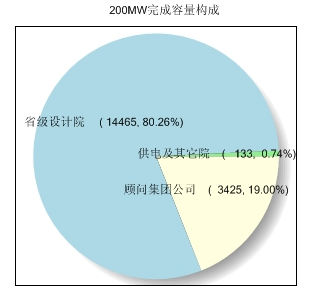 200MW完成容量构成
省级设计院 ( 14465, 80.26%)
供电及其它院 ( 133, 0.74%)
顾问集团公司 ( 3425, 19.00%)